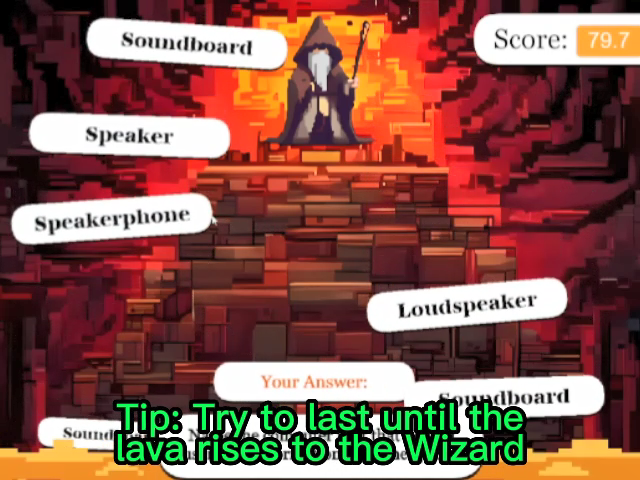 Soundboard
Score: 79.7
Speaker
Speakerphone
Loudspeaker
Your Answer:
Soundboard
Tip: Try to last until the
lava rises to the Wizard